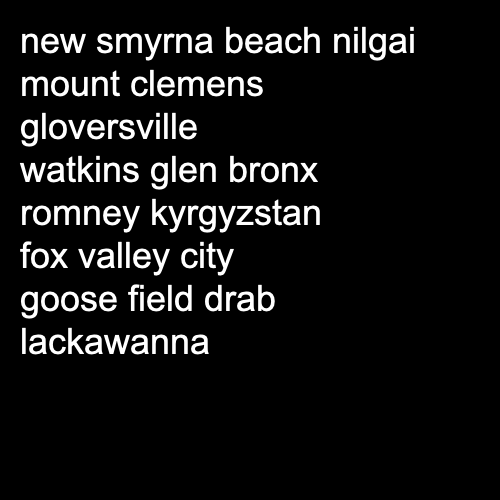 new smyrna beach nilgai
mount clemens
gloversville
watkins glen bronx
romney kyrgyzstan
fox valley city
goose field drab
lackawanna